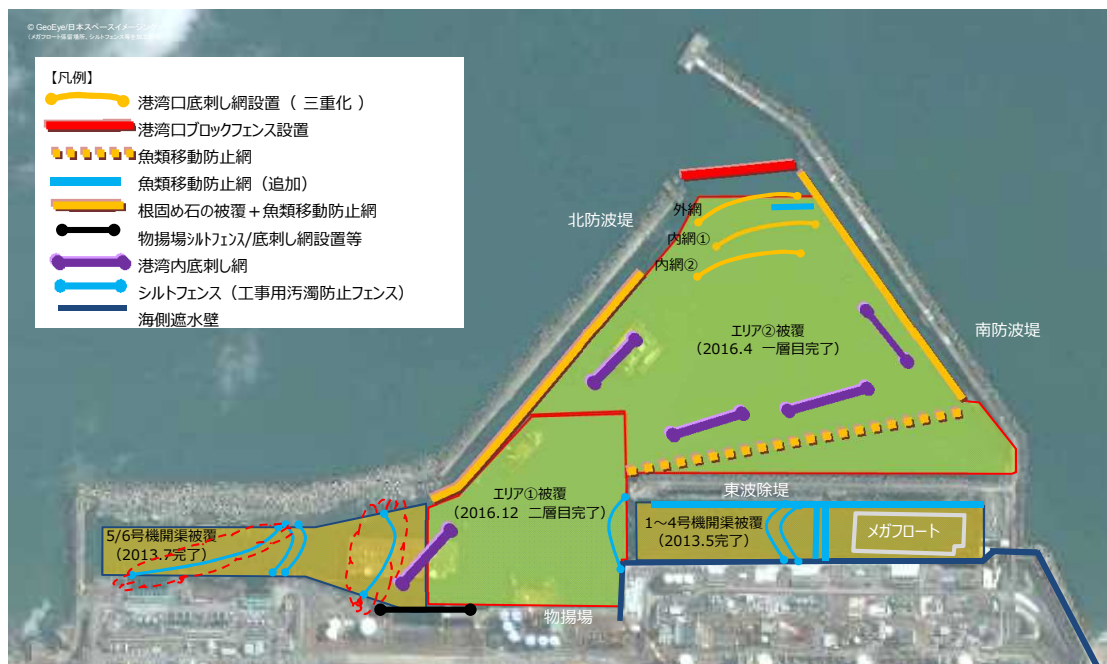 © GeoEye/日本スペースイメージング
【凡例】
港湾口底刺し網設置（ 三重化 ）
港湾口ブロックフェンス設置
魚類移動防止網
魚類移動防止網（追加）
根固め石の被覆＋魚類移動防止網
物揚場ｼﾙﾄﾌｪﾝｽ/底刺し網設置等
港湾内底刺し網
シルトフェンス（工事用汚濁防止フェンス）
海側遮水壁
北防波堤
外網
内網①
内網②
エリア②被覆
（2016.4 一層目完了）
南防波堤
エリア①被覆
（2016.12 二層目完了）
東波除堤
5/6号機開渠被覆
（2013.7完了）
1～4号機開渠被覆
（2013.5完了）
メガフロート
物揚場